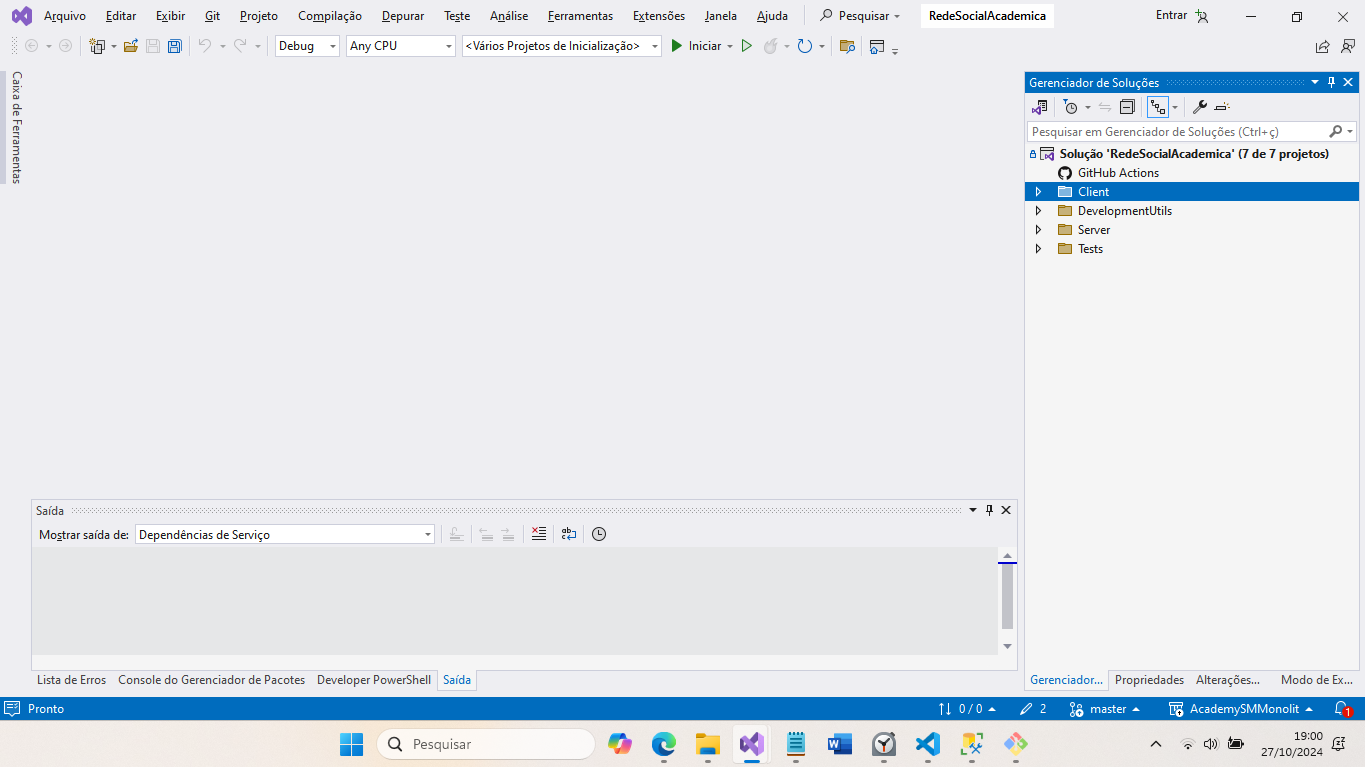 Arquivo Editar Exibir Git Projeto Compilação Depurar Teste Análise Ferramentas Extensões Janela Ajuda Pesquisar RedeSocialAcademica Entrar
Debug Any CPU <Vários Projetos de Inicialização> Iniciar
Caixa de Ferramentas
Gerenciador de Soluções
Pesquisar em Gerenciador de Soluções (Ctrl+ç)
Solução 'RedeSocialAcademica' (7 de 7 projetos)
GitHub Actions
Client
DevelopmentUtils
Server
Tests
Saída
Mostrar saída de: Dependências de Serviço
Lista de Erros Console do Gerenciador de Pacotes Developer PowerShell Saída
Gerenciador... Propriedades Alterações... Modo de Ex...
Pronto 0 / 0 2 master AcademySMMonolit 1
Pesquisar 19:00
27/10/2024